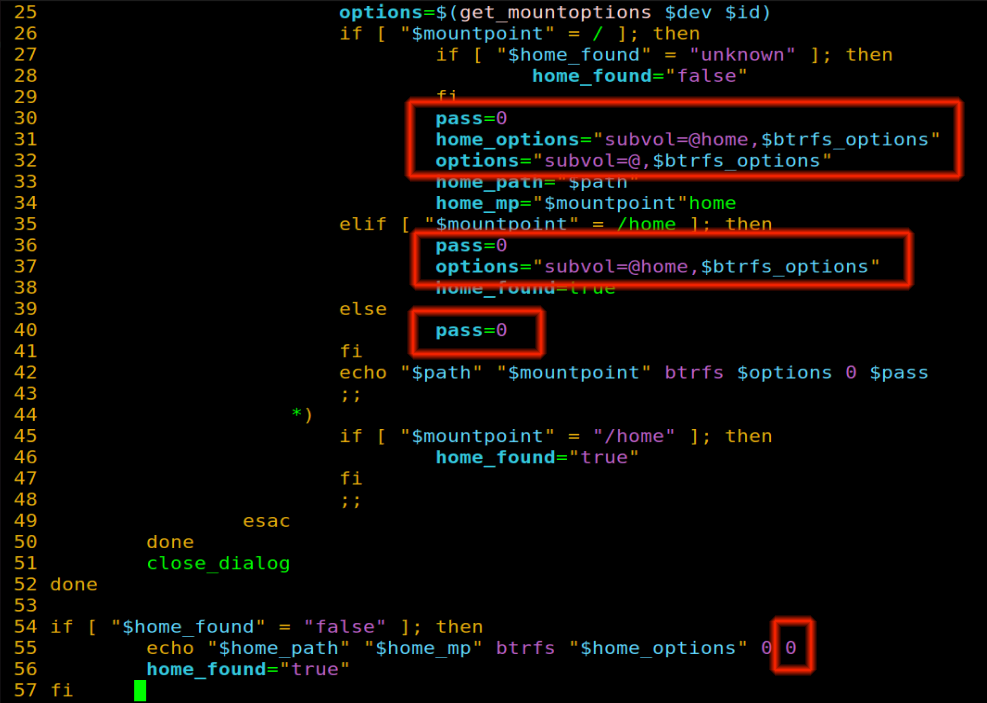 25 options=$(get_mountoptions $dev $id)
26 if [ "$mountpoint" = / ]; then
27 if [ "$home_found" = "unknown" ]; then
28 home_found="false"
29 fi
30 pass=0
31 home_options="subvol=@home,$btrfs_options"
32 options="subvol=@,$btrfs_options"
33 home_path="$path"
34 home_mp="$mountpoint"home
35 elif [ "$mountpoint" = /home ]; then
36 pass=0
37 options="subvol=@home,$btrfs_options"
38 home_found=true
39 else
40 pass=0
41 fi
42 echo "$path" "$mountpoint" btrfs $options 0 $pass
43 ;;
44 *)
45 if [ "$mountpoint" = "/home" ]; then
46 home_found="true"
47 fi
48 ;;
49 esac
50 done
51 close_dialog
52 done
53
54 if [ "$home_found" = "false" ]; then
55 echo "$home_path" "$home_mp" btrfs "$home_options" 0 0
56 home_found="true"
57 fi